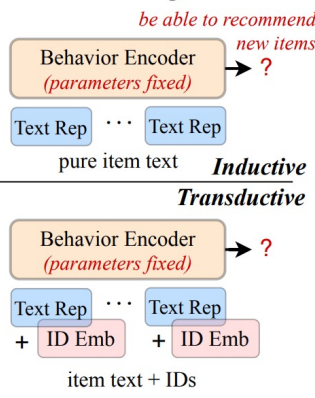 be able to recommend
new items
Behavior Encoder
(parameters fixed)
?
Text Rep ··· Text Rep
pure item text
Inductive
Transductive
Behavior Encoder
(parameters fixed)
?
Text Rep ··· Text Rep
+ ID Emb + ID Emb
item text + IDs